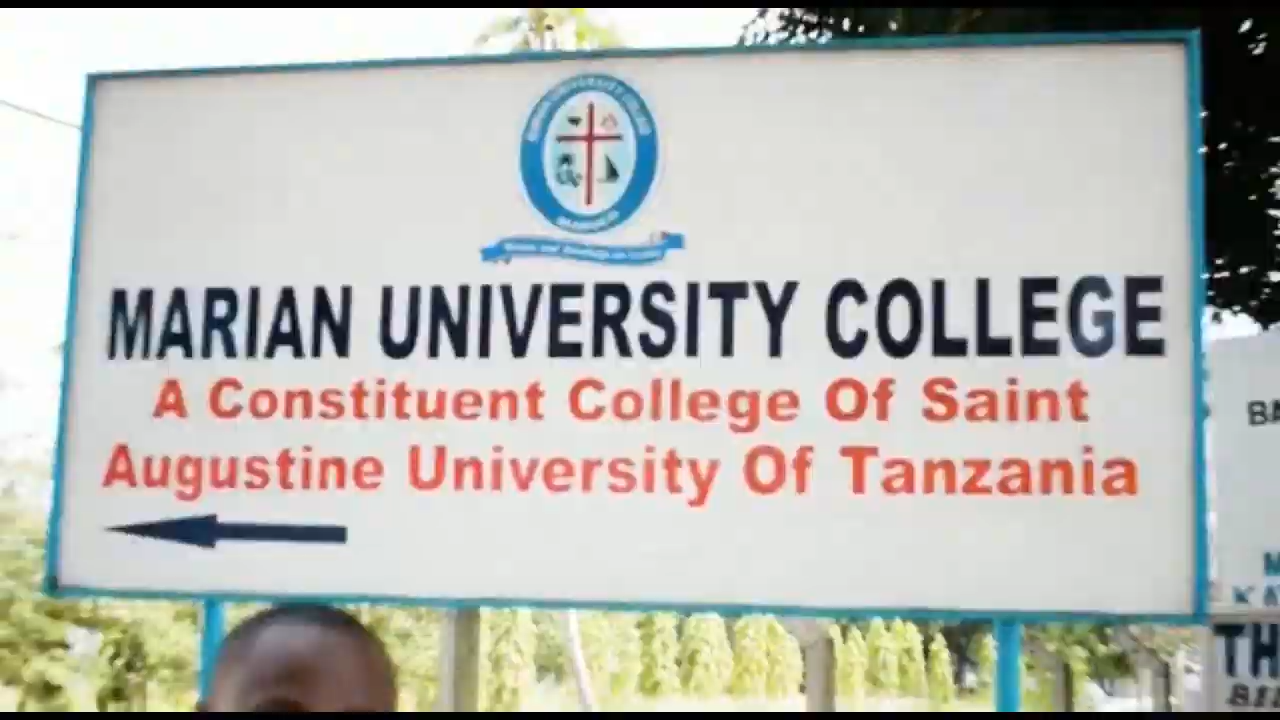 MARIAN UNIVERSITY COLLEGE
A Constituent College Of Saint
Augustine University Of Tanzania